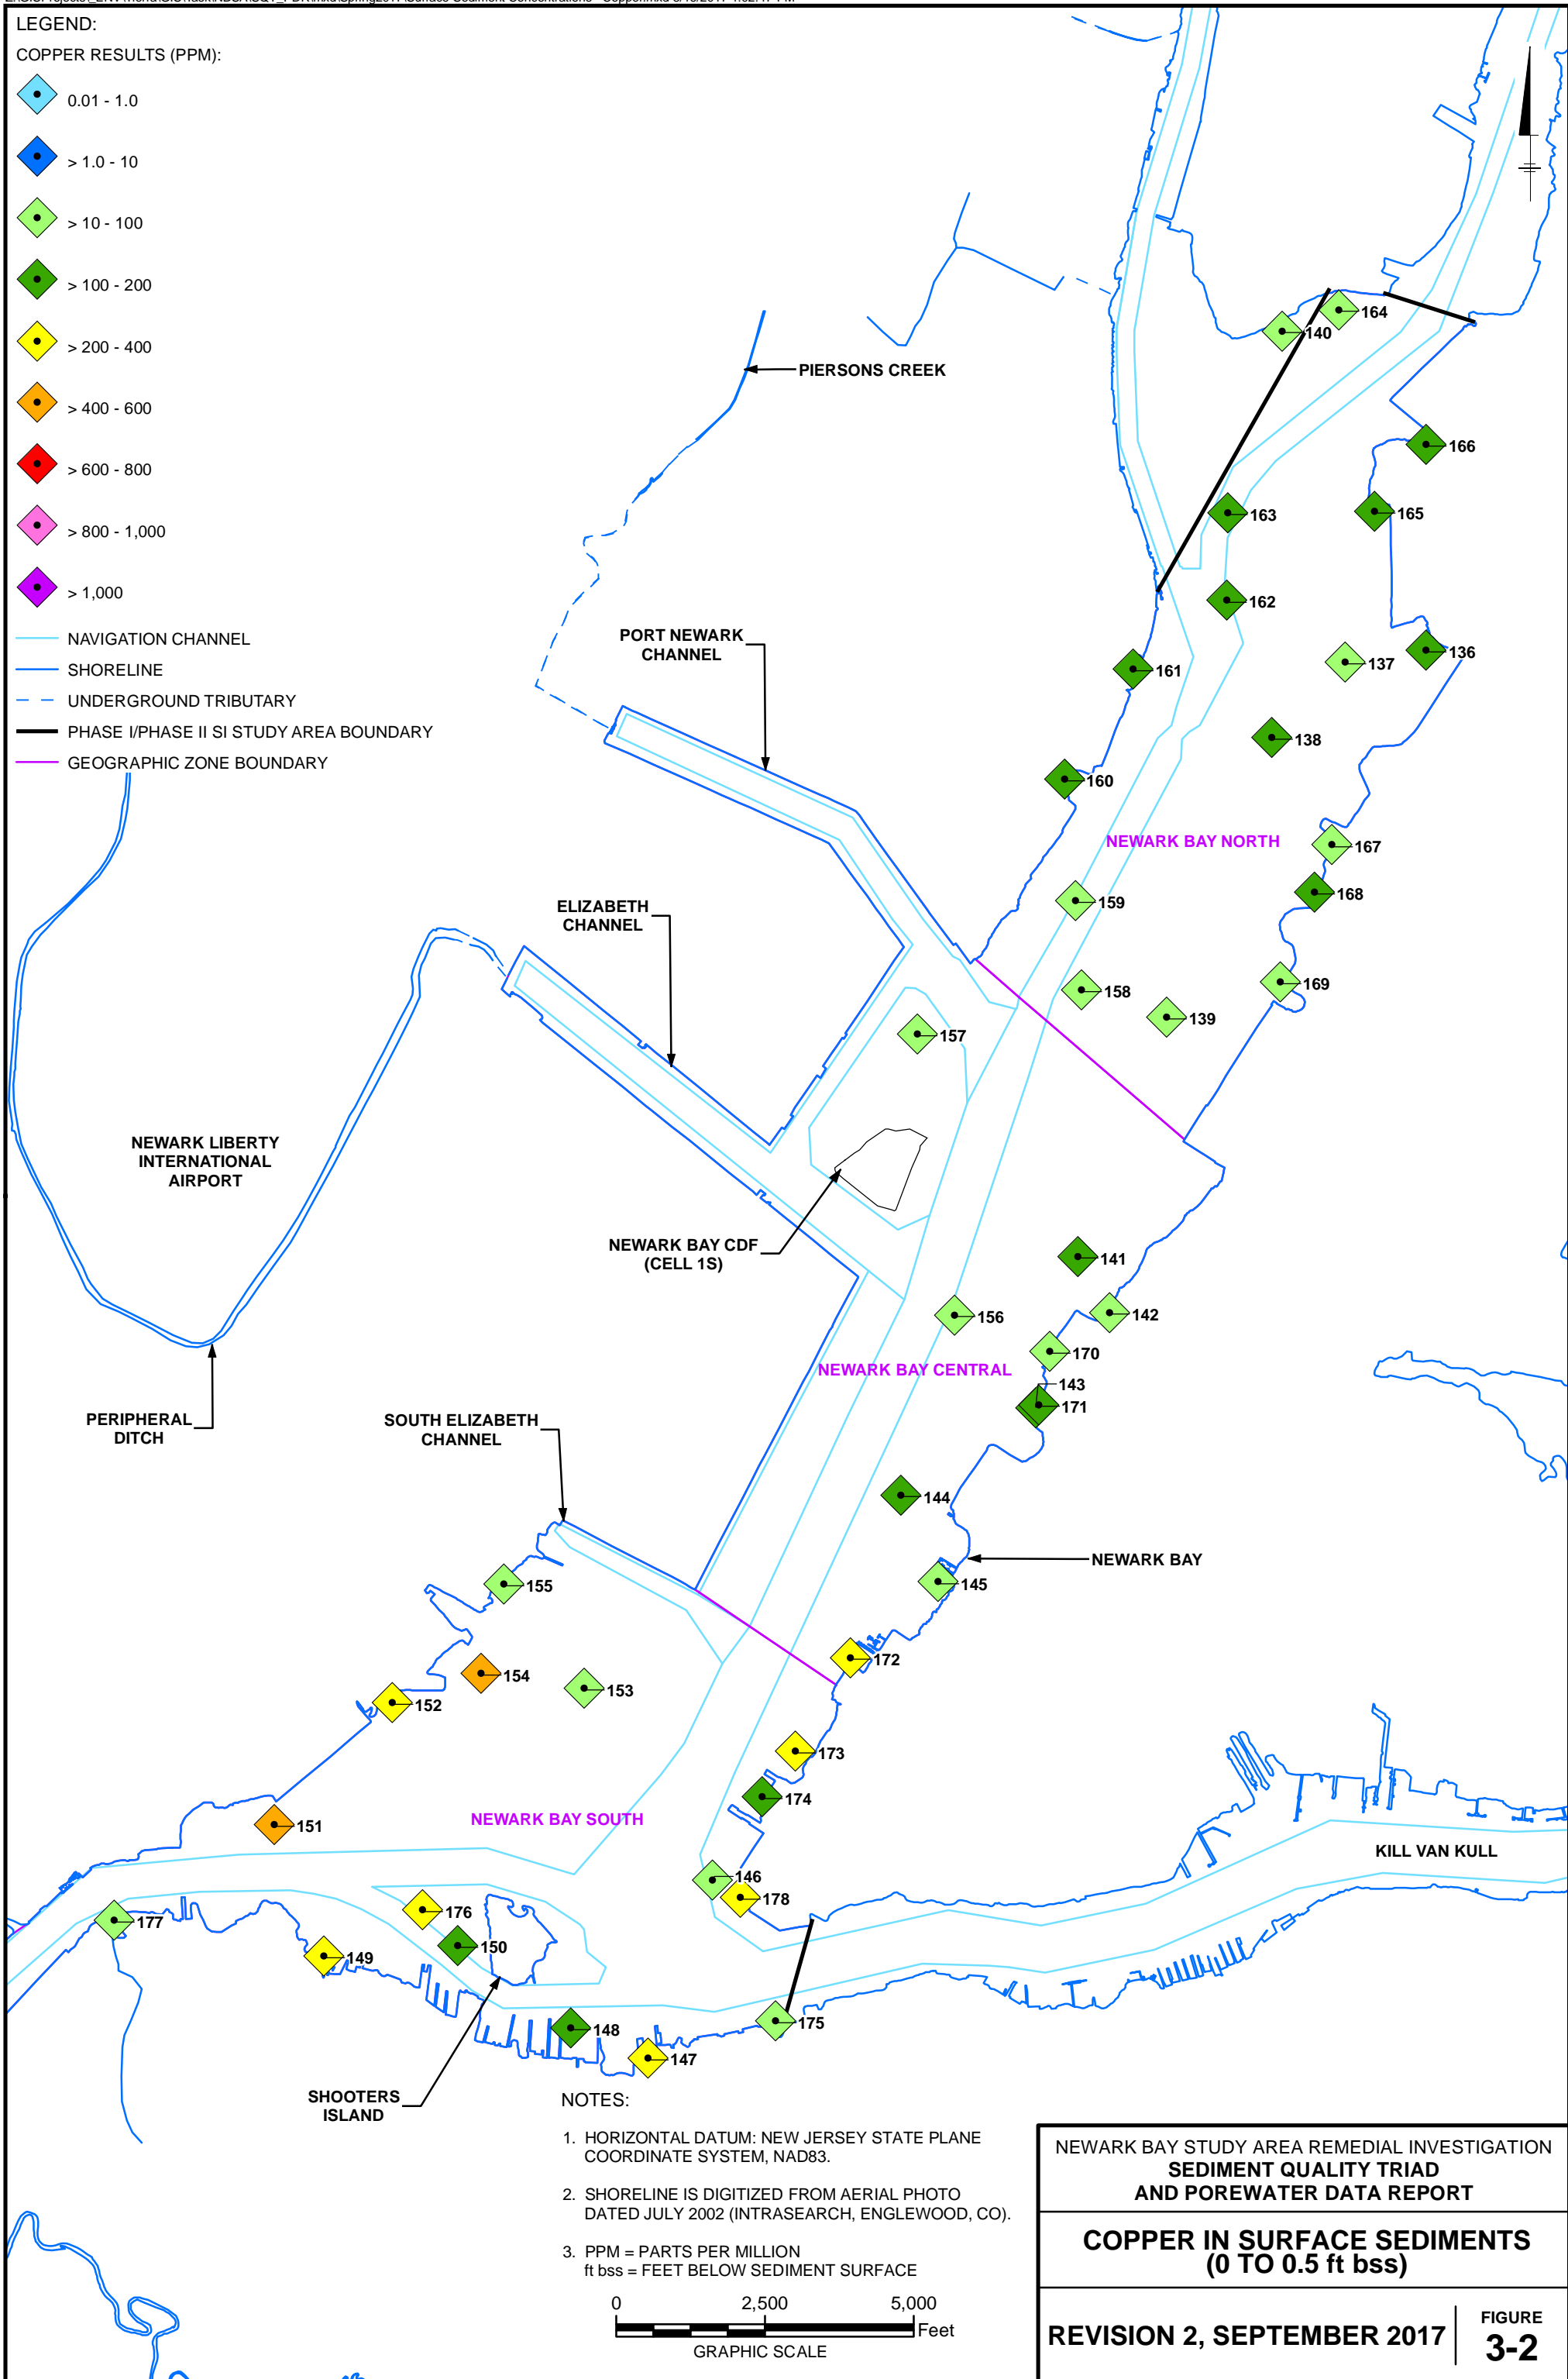 LEGEND:
COPPER RESULTS (PPM):
0.01 - 1.0
> 1.0 - 10
> 10 - 100
> 100 - 200
> 200 - 400
> 400 - 600
> 600 - 800
> 800 - 1,000
> 1,000
NAVIGATION CHANNEL
SHORELINE
UNDERGROUND TRIBUTARY
PHASE I/PHASE II SI STUDY AREA BOUNDARY
GEOGRAPHIC ZONE BOUNDARY
164
140
PIERSONS CREEK
166
163
165
162
PORT NEWARK
CHANNEL
136
137
161
138
160
NEWARK BAY NORTH
167
168
159
ELIZABETH
CHANNEL
169
158
139
157
NEWARK LIBERTY
INTERNATIONAL
AIRPORT
NEWARK BAY CDF
(CELL 1S)
141
156
142
170
NEWARK BAY CENTRAL
143
171
PERIPHERAL
DITCH
SOUTH ELIZABETH
CHANNEL
144
NEWARK BAY
155
145
172
154
153
152
173
174
NEWARK BAY SOUTH
151
KILL VAN KULL
146
178
176
177
150
149
175
148
147
SHOOTERS
ISLAND
NOTES:
1. HORIZONTAL DATUM: NEW JERSEY STATE PLANE
COORDINATE SYSTEM, NAD83.
2. SHORELINE IS DIGITIZED FROM AERIAL PHOTO
DATED JULY 2002 (INTRASEARCH, ENGLEWOOD, CO).
3. PPM = PARTS PER MILLION
ft bss = FEET BELOW SEDIMENT SURFACE
0 2,500 5,000
Feet
GRAPHIC SCALE
NEWARK BAY STUDY AREA REMEDIAL INVESTIGATION
SEDIMENT QUALITY TRIAD
AND POREWATER DATA REPORT
COPPER IN SURFACE SEDIMENTS
(0 TO 0.5 ft bss)
REVISION 2, SEPTEMBER 2017
FIGURE
3-2